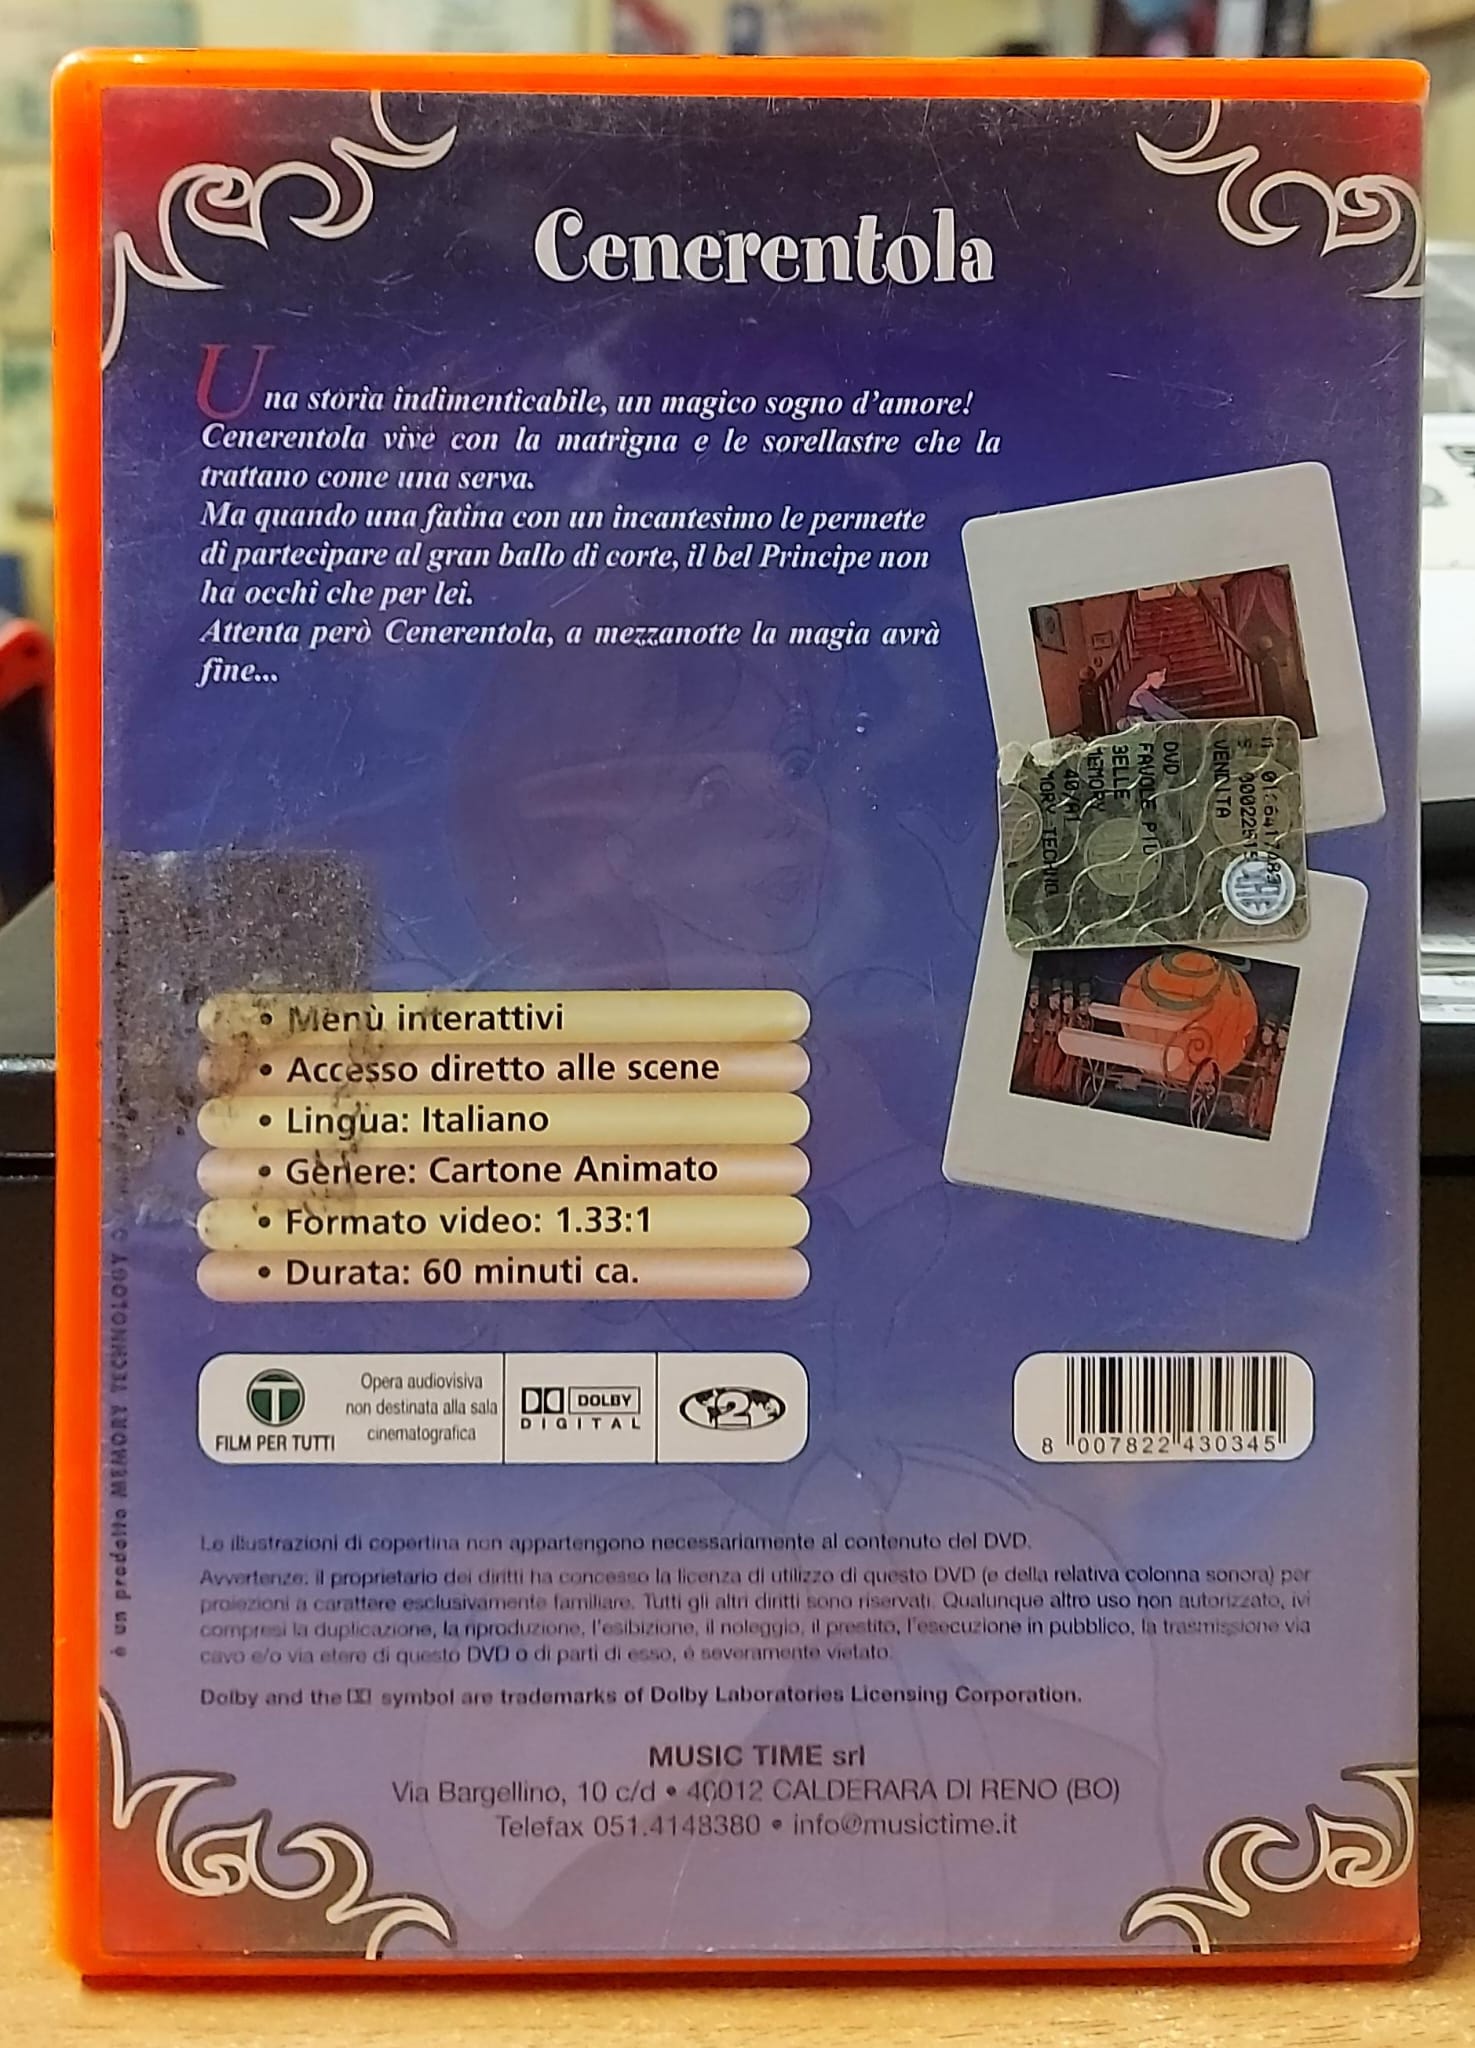 Cenerentola
Una storia indimenticabile, un magico sogno d'amore!
Cenerentola vive con la matrigna e le sorellastre che la
trattano come una serva.
Ma quando una fatina con un incantesimo le permette
di partecipare al gran ballo di corte, il bel Principe non
ha occhi che per lei.
Attenta però Cenerentola, a mezzanotte la magia avrà
fine...
VENDITA
DVD
FAVOLE PIU
BELLE
MEMORY
• Menù interattivi
• Accesso diretto alle scene
• Lingua: Italiano
• Genere: Cartone Animato
• Formato video: 1.33:1
• Durata: 60 minuti ca.
T
FILM PER TUTTI
Opera audiovisiva
non destinata alla sala
cinematografica
DOLBY
DIGITAL
2
8 007822 430345
è un prodotto MEMORY TECHNOLOGY
Le illustrazioni di copertina non appartengono necessariamente al contenuto del DVD.
Avvertenze: il proprietario dei diritti ha concesso la licenza di utilizzo di questo DVD (e della relativa colonna sonora) per
proiezioni a carattere esclusivamente familiare. Tutti gli altri diritti sono riservati. Qualunque altro uso non autorizzato, ivi
compresi la duplicazione, la riproduzione, l'esibizione, il noleggio, il prestito, l'esecuzione in pubblico, la trasmissione via
cavo e/o via etere di questo DVD o di parti di esso, è severamente vietato.
Dolby and the symbol are trademarks of Dolby Laboratories Licensing Corporation.
MUSIC TIME srl
Via Bargellino, 10 c/d • 40012 CALDERARA DI RENO (BO)
Telefax 051.4148380 • info@musictime.it